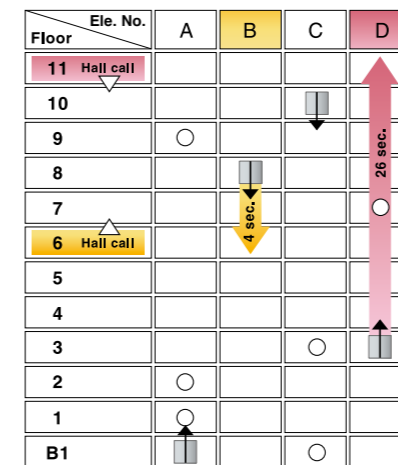 Ele. No.
Floor
A B C D
11 Hall call
10
9
8
7
6 Hall call
5
4
3
2
1
B1
4 sec.
26 sec.